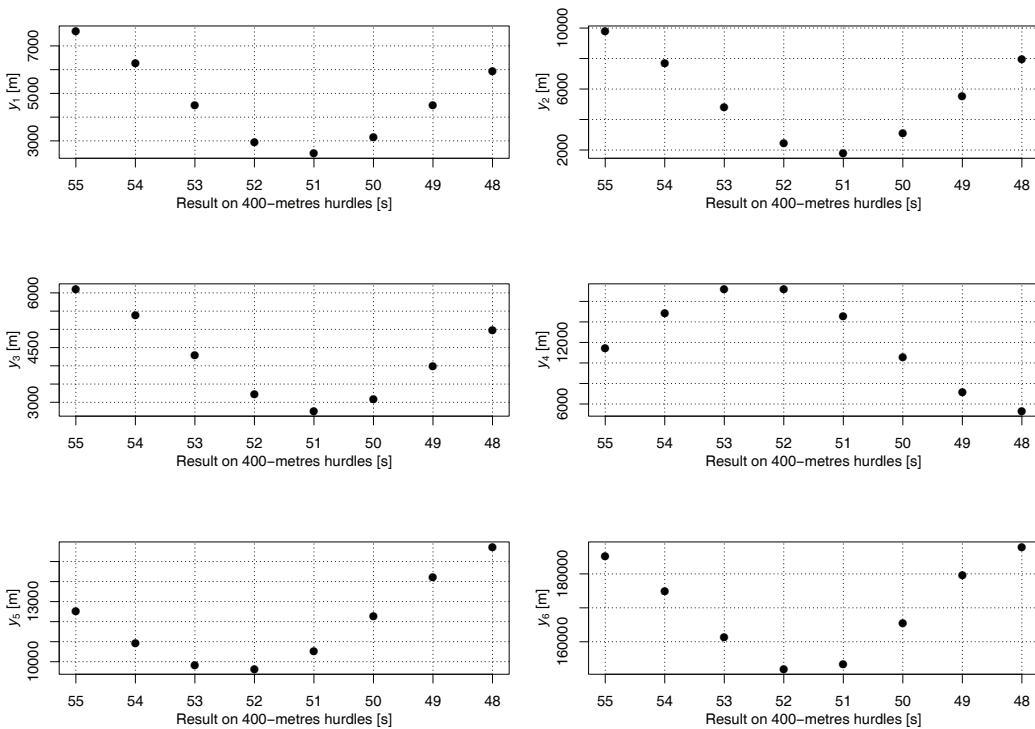 y1 [m]
7000
5000
3000
55 54 53 52 51 50 49 48
Result on 400−metres hurdles [s]
y2 [m]
10000
6000
2000
55 54 53 52 51 50 49 48
Result on 400−metres hurdles [s]
y3 [m]
6000
4500
3000
55 54 53 52 51 50 49 48
Result on 400−metres hurdles [s]
y4 [m]
12000
6000
55 54 53 52 51 50 49 48
Result on 400−metres hurdles [s]
y5 [m]
13000
10000
55 54 53 52 51 50 49 48
Result on 400−metres hurdles [s]
y6 [m]
180000
160000
55 54 53 52 51 50 49 48
Result on 400−metres hurdles [s]